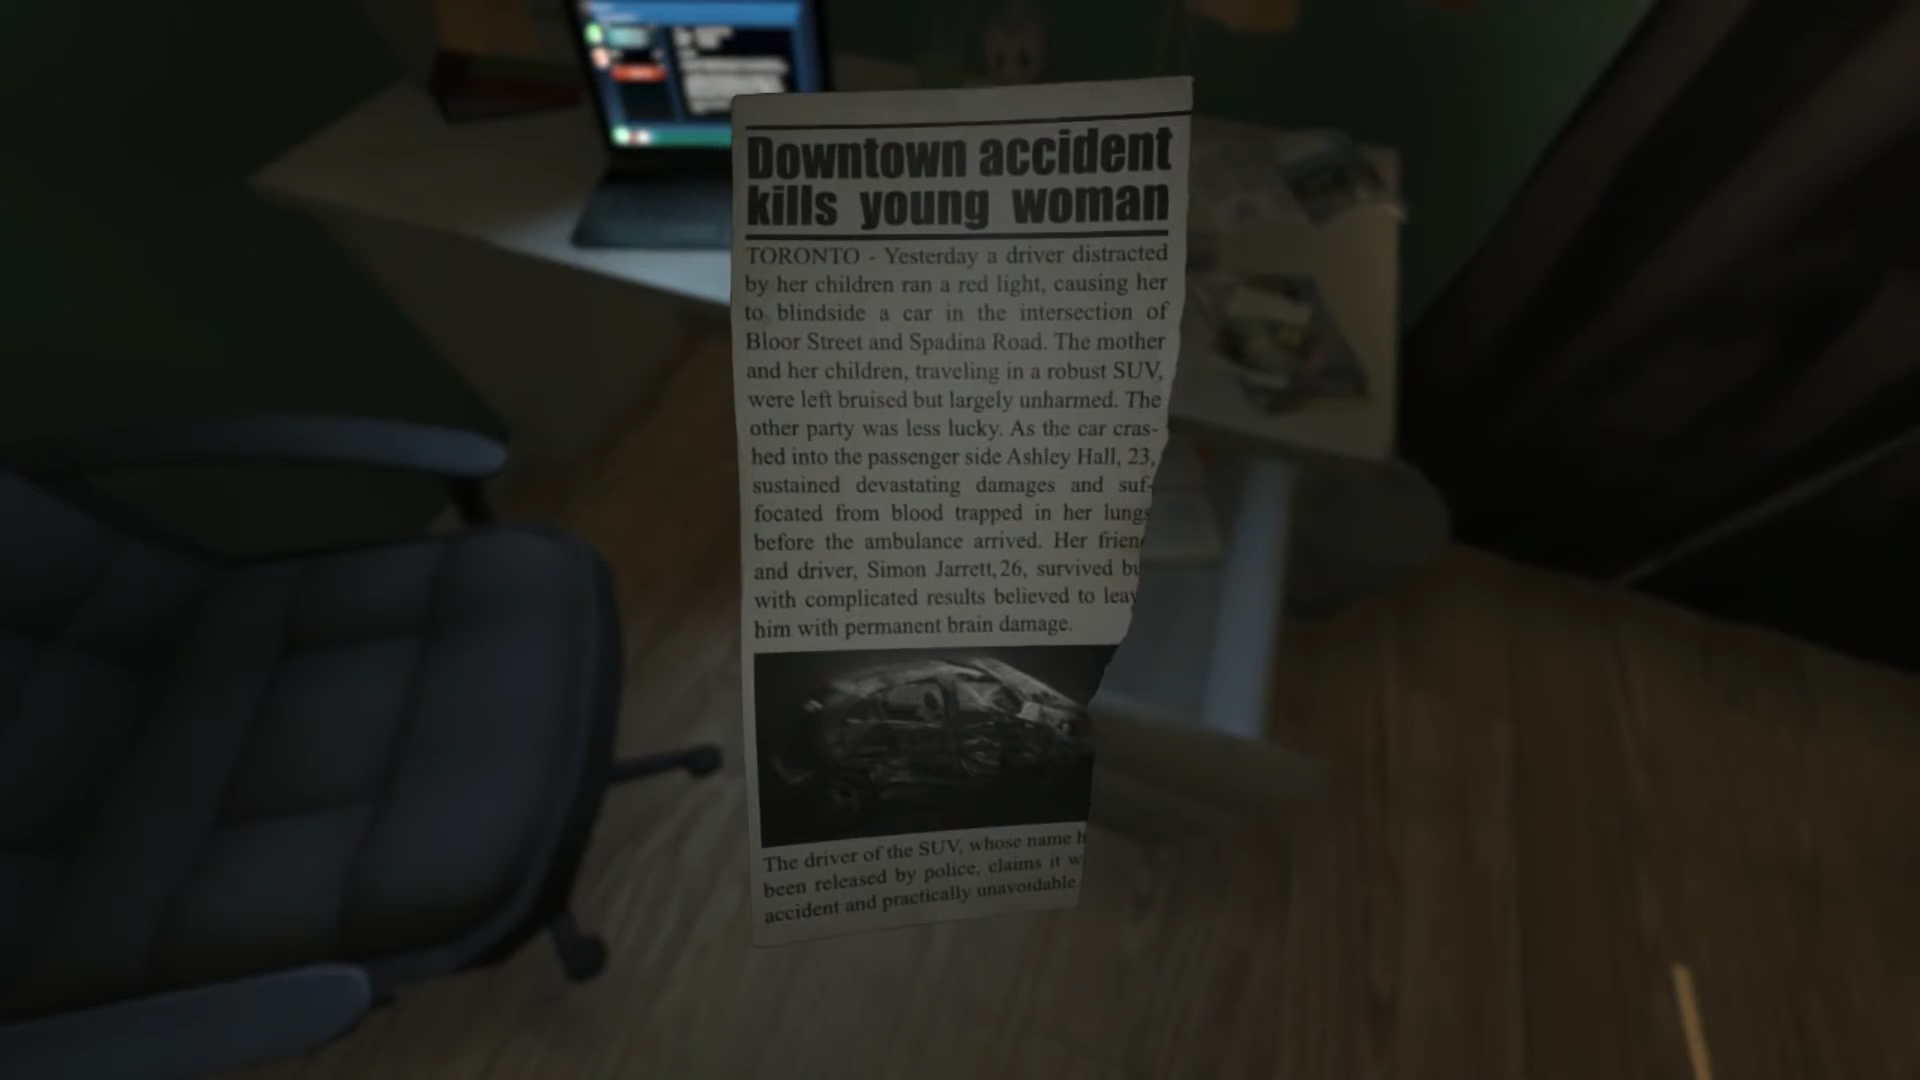 Downtown accident
kills young woman
TORONTO - Yesterday a driver distracted
by her children ran a red light, causing her
to blindside a car in the intersection of
Bloor Street and Spadina Road. The mother
and her children, traveling in a robust SUV,
were left bruised but largely unharmed. The
other party was less lucky. As the car cras-
hed into the passenger side Ashley Hall, 23,
sustained devastating damages and suf-
focated from blood trapped in her lungs
before the ambulance arrived. Her frien
and driver, Simon Jarrett, 26, survived bu
with complicated results believed to leav
him with permanent brain damage.
The driver of the SUV, whose name h
been released by police, claims it w
accident and practically unavoidable